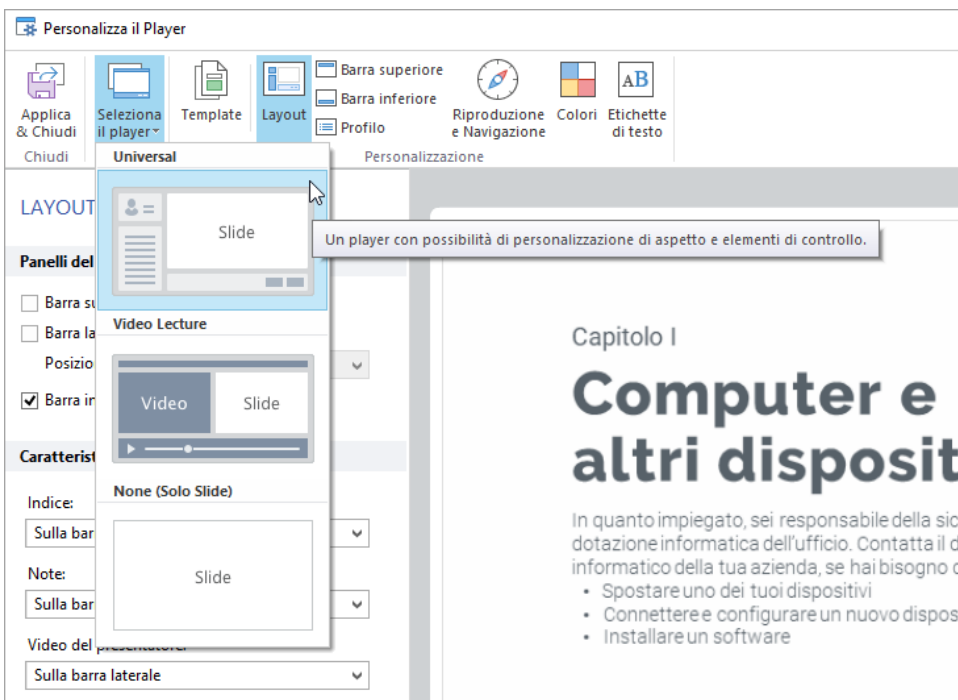 Personalizza il Player
Applica
& Chiudi
Seleziona
il player
Template
Layout
Barra superiore
Barra inferiore
Profilo
Riproduzione
e Navigazione
Colori
Etichette
di testo
Chiudi
Personalizzazione
Universal
LAYOUT
Slide
Un player con possibilità di personalizzazione di aspetto e elementi di controllo.
Panelli del
Barra su
Video Lecture
Barra la
Posizio
Video
Slide
Barra in
Caratterist
None (Solo Slide)
Indice:
Sulla bar
Slide
Note:
Sulla bar
Video del presentatore:
Sulla barra laterale
Capitolo I
Computer e
altri disposit
In quanto impiegato, sei responsabile della sic
dotazione informatica dell'ufficio. Contatta il d
informatico della tua azienda, se hai bisogno d
• Spostare uno dei tuoi dispositivi
• Connettere e configurare un nuovo dispos
• Installare un software